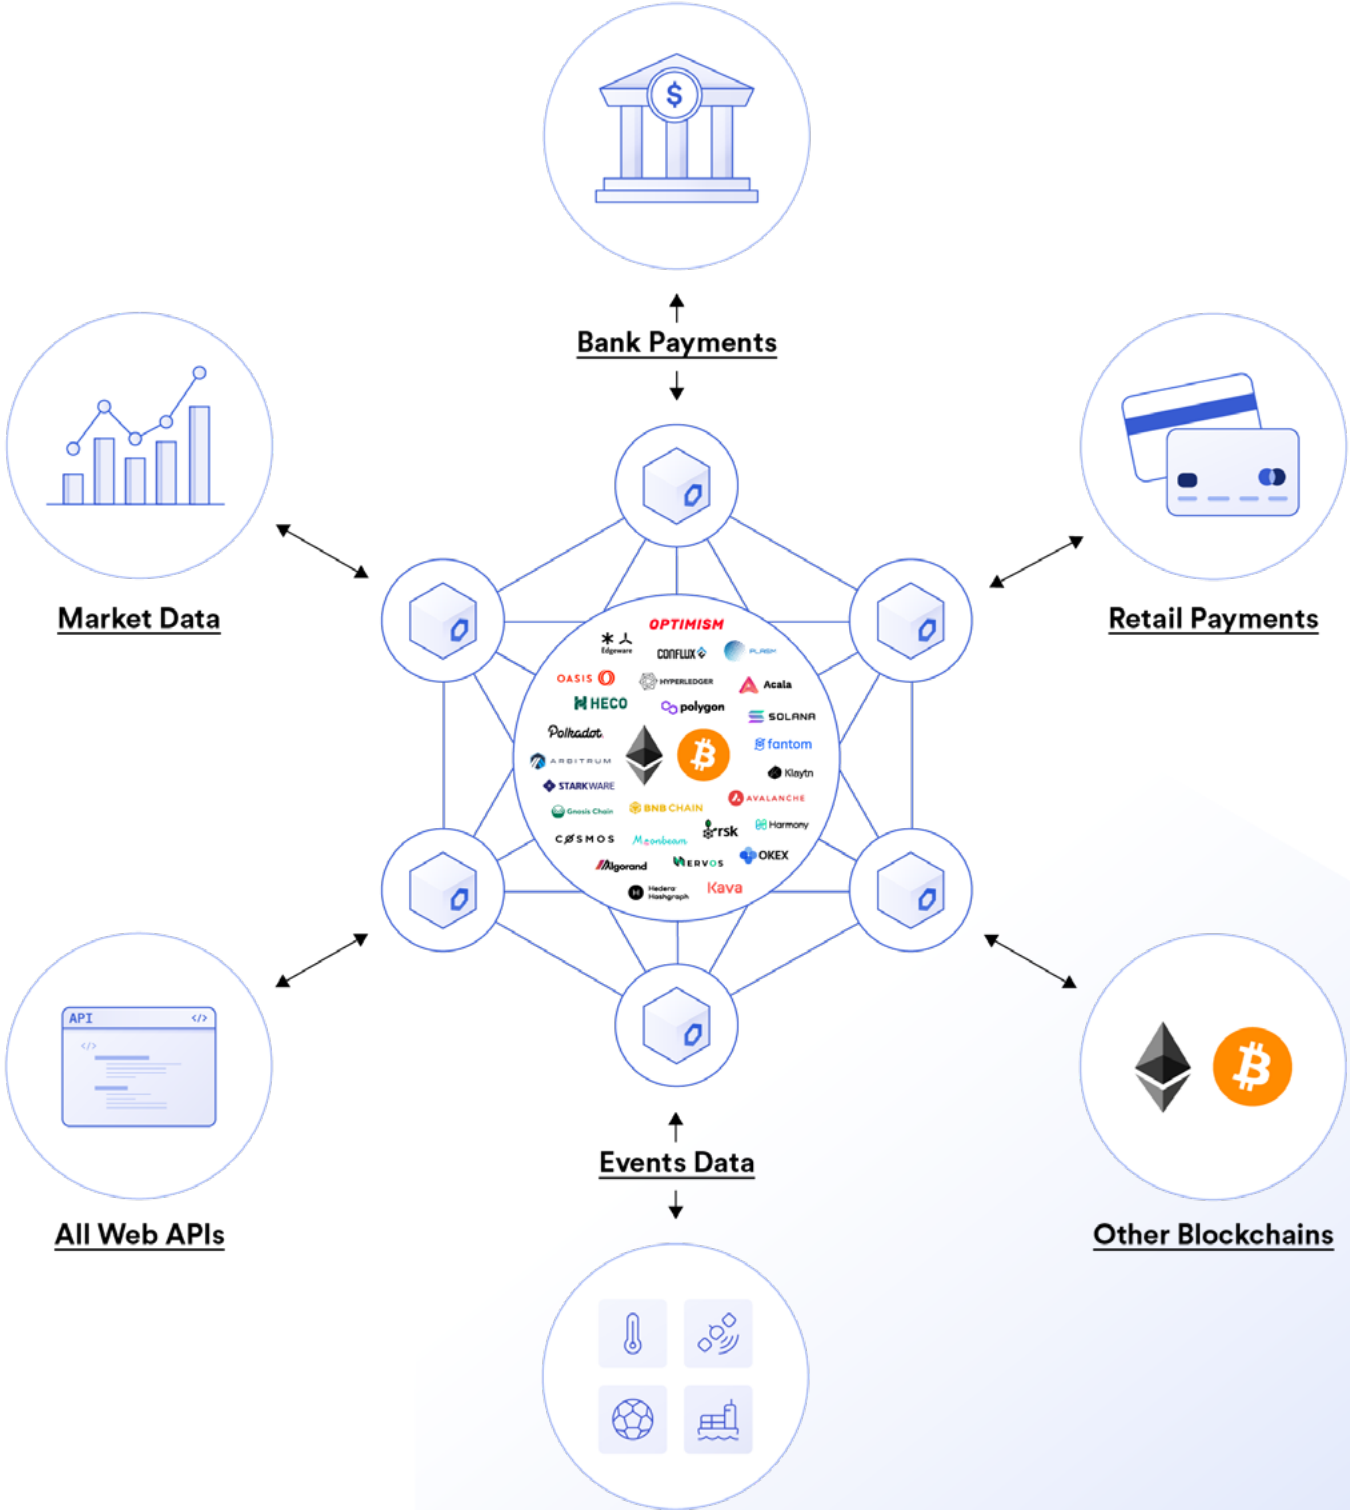 $
Bank Payments
Market Data
Retail Payments
OPTIMISM
Edgeware
CONFLUX
PLASM
OASIS
HYPERLEDGER
Acala
HECO
polygon
SOLANA
Polkadot.
fantom
ARBITRUM
Klaytn
STARKWARE
AVALANCHE
Gnosis Chain
BNB CHAIN
rsk
Harmony
CØSMOS
Moonbeam
OKEX
Algorand
NERVOS
H
Hedera
Hashgraph
Kava
API
</>
</>
Events Data
All Web APIs
Other Blockchains